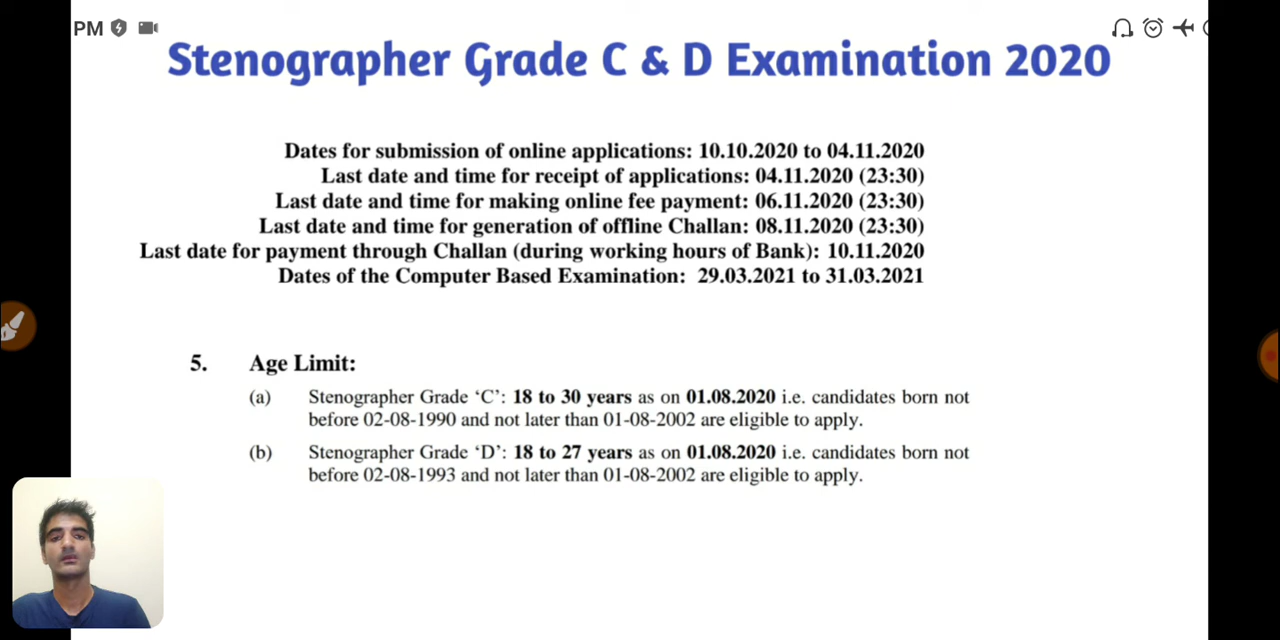 PM
Stenographer Grade C & D Examination 2020
Dates for submission of online applications: 10.10.2020 to 04.11.2020
Last date and time for receipt of applications: 04.11.2020 (23:30)
Last date and time for making online fee payment: 06.11.2020 (23:30)
Last date and time for generation of offline Challan: 08.11.2020 (23:30)
Last date for payment through Challan (during working hours of Bank): 10.11.2020
Dates of the Computer Based Examination: 29.03.2021 to 31.03.2021
5. Age Limit:
(a) Stenographer Grade ‘C’: 18 to 30 years as on 01.08.2020 i.e. candidates born not
before 02-08-1990 and not later than 01-08-2002 are eligible to apply.
(b) Stenographer Grade ‘D’: 18 to 27 years as on 01.08.2020 i.e. candidates born not
before 02-08-1993 and not later than 01-08-2002 are eligible to apply.